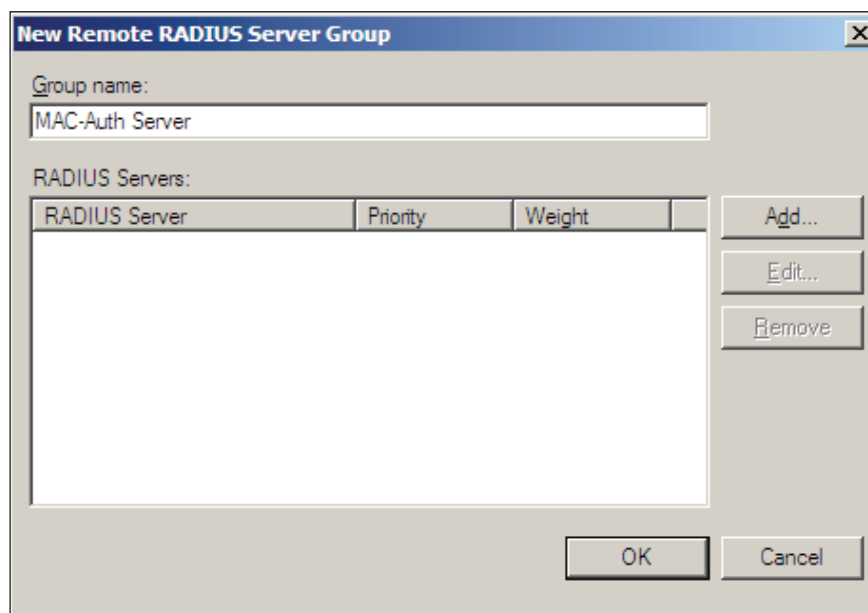 New Remote RADIUS Server Group
Group name:
MAC-Auth Server
RADIUS Servers:
RADIUS Server Priority Weight
Add...
Edit...
Remove
OK Cancel